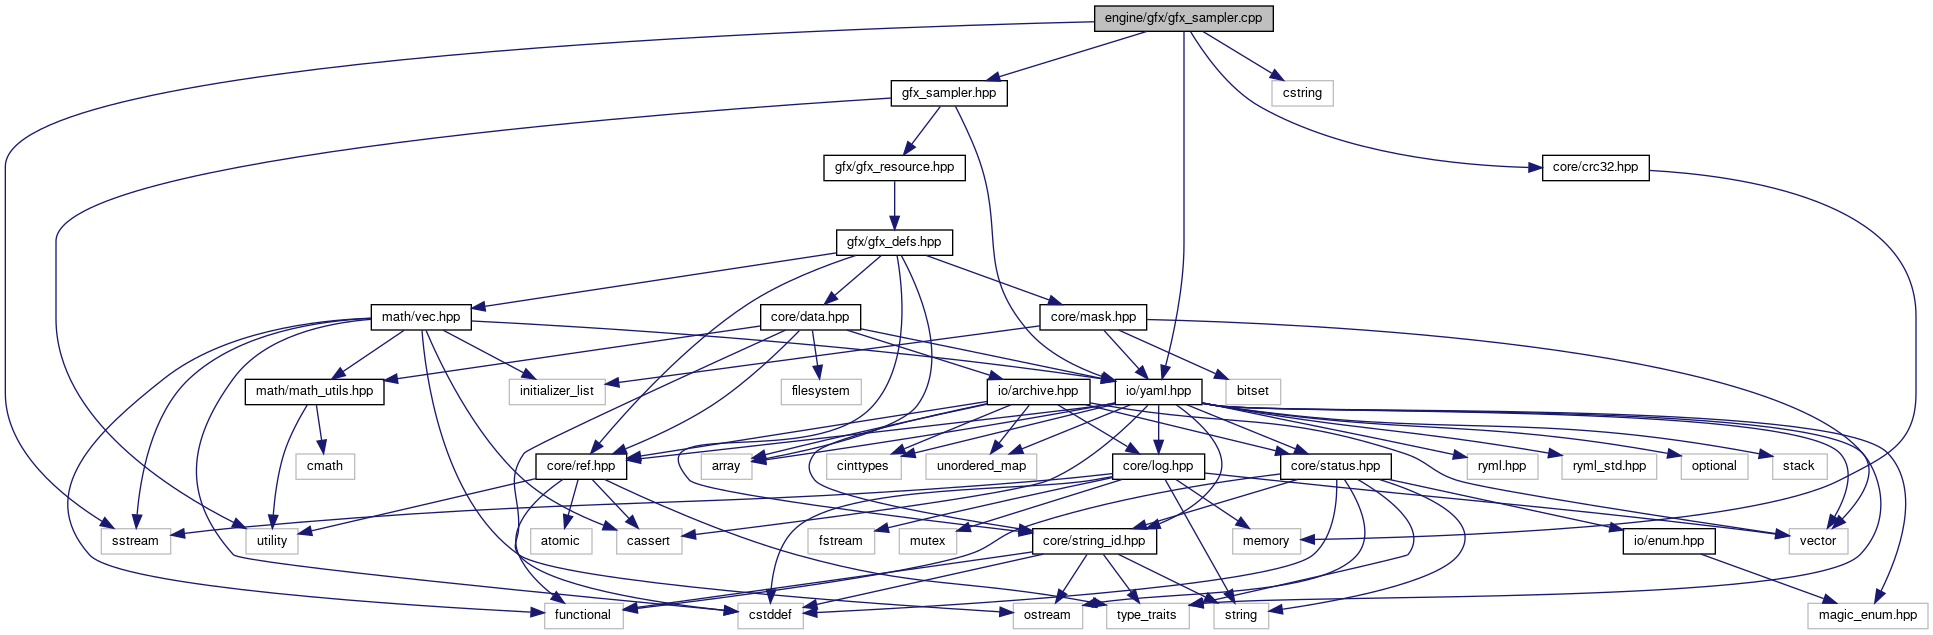 engine/gfx/gfx_sampler.cpp
gfx_sampler.hpp
cstring
gfx/gfx_resource.hpp
core/crc32.hpp
gfx/gfx_defs.hpp
math/vec.hpp
core/data.hpp
core/mask.hpp
math/math_utils.hpp
initializer_list
filesystem
io/archive.hpp
io/yaml.hpp
bitset
cmath
core/ref.hpp
array
cinttypes
unordered_map
core/log.hpp
core/status.hpp
ryml.hpp
ryml_std.hpp
optional
stack
sstream
utility
atomic
cassert
fstream
mutex
core/string_id.hpp
memory
io/enum.hpp
vector
functional
cstddef
ostream
type_traits
string
magic_enum.hpp